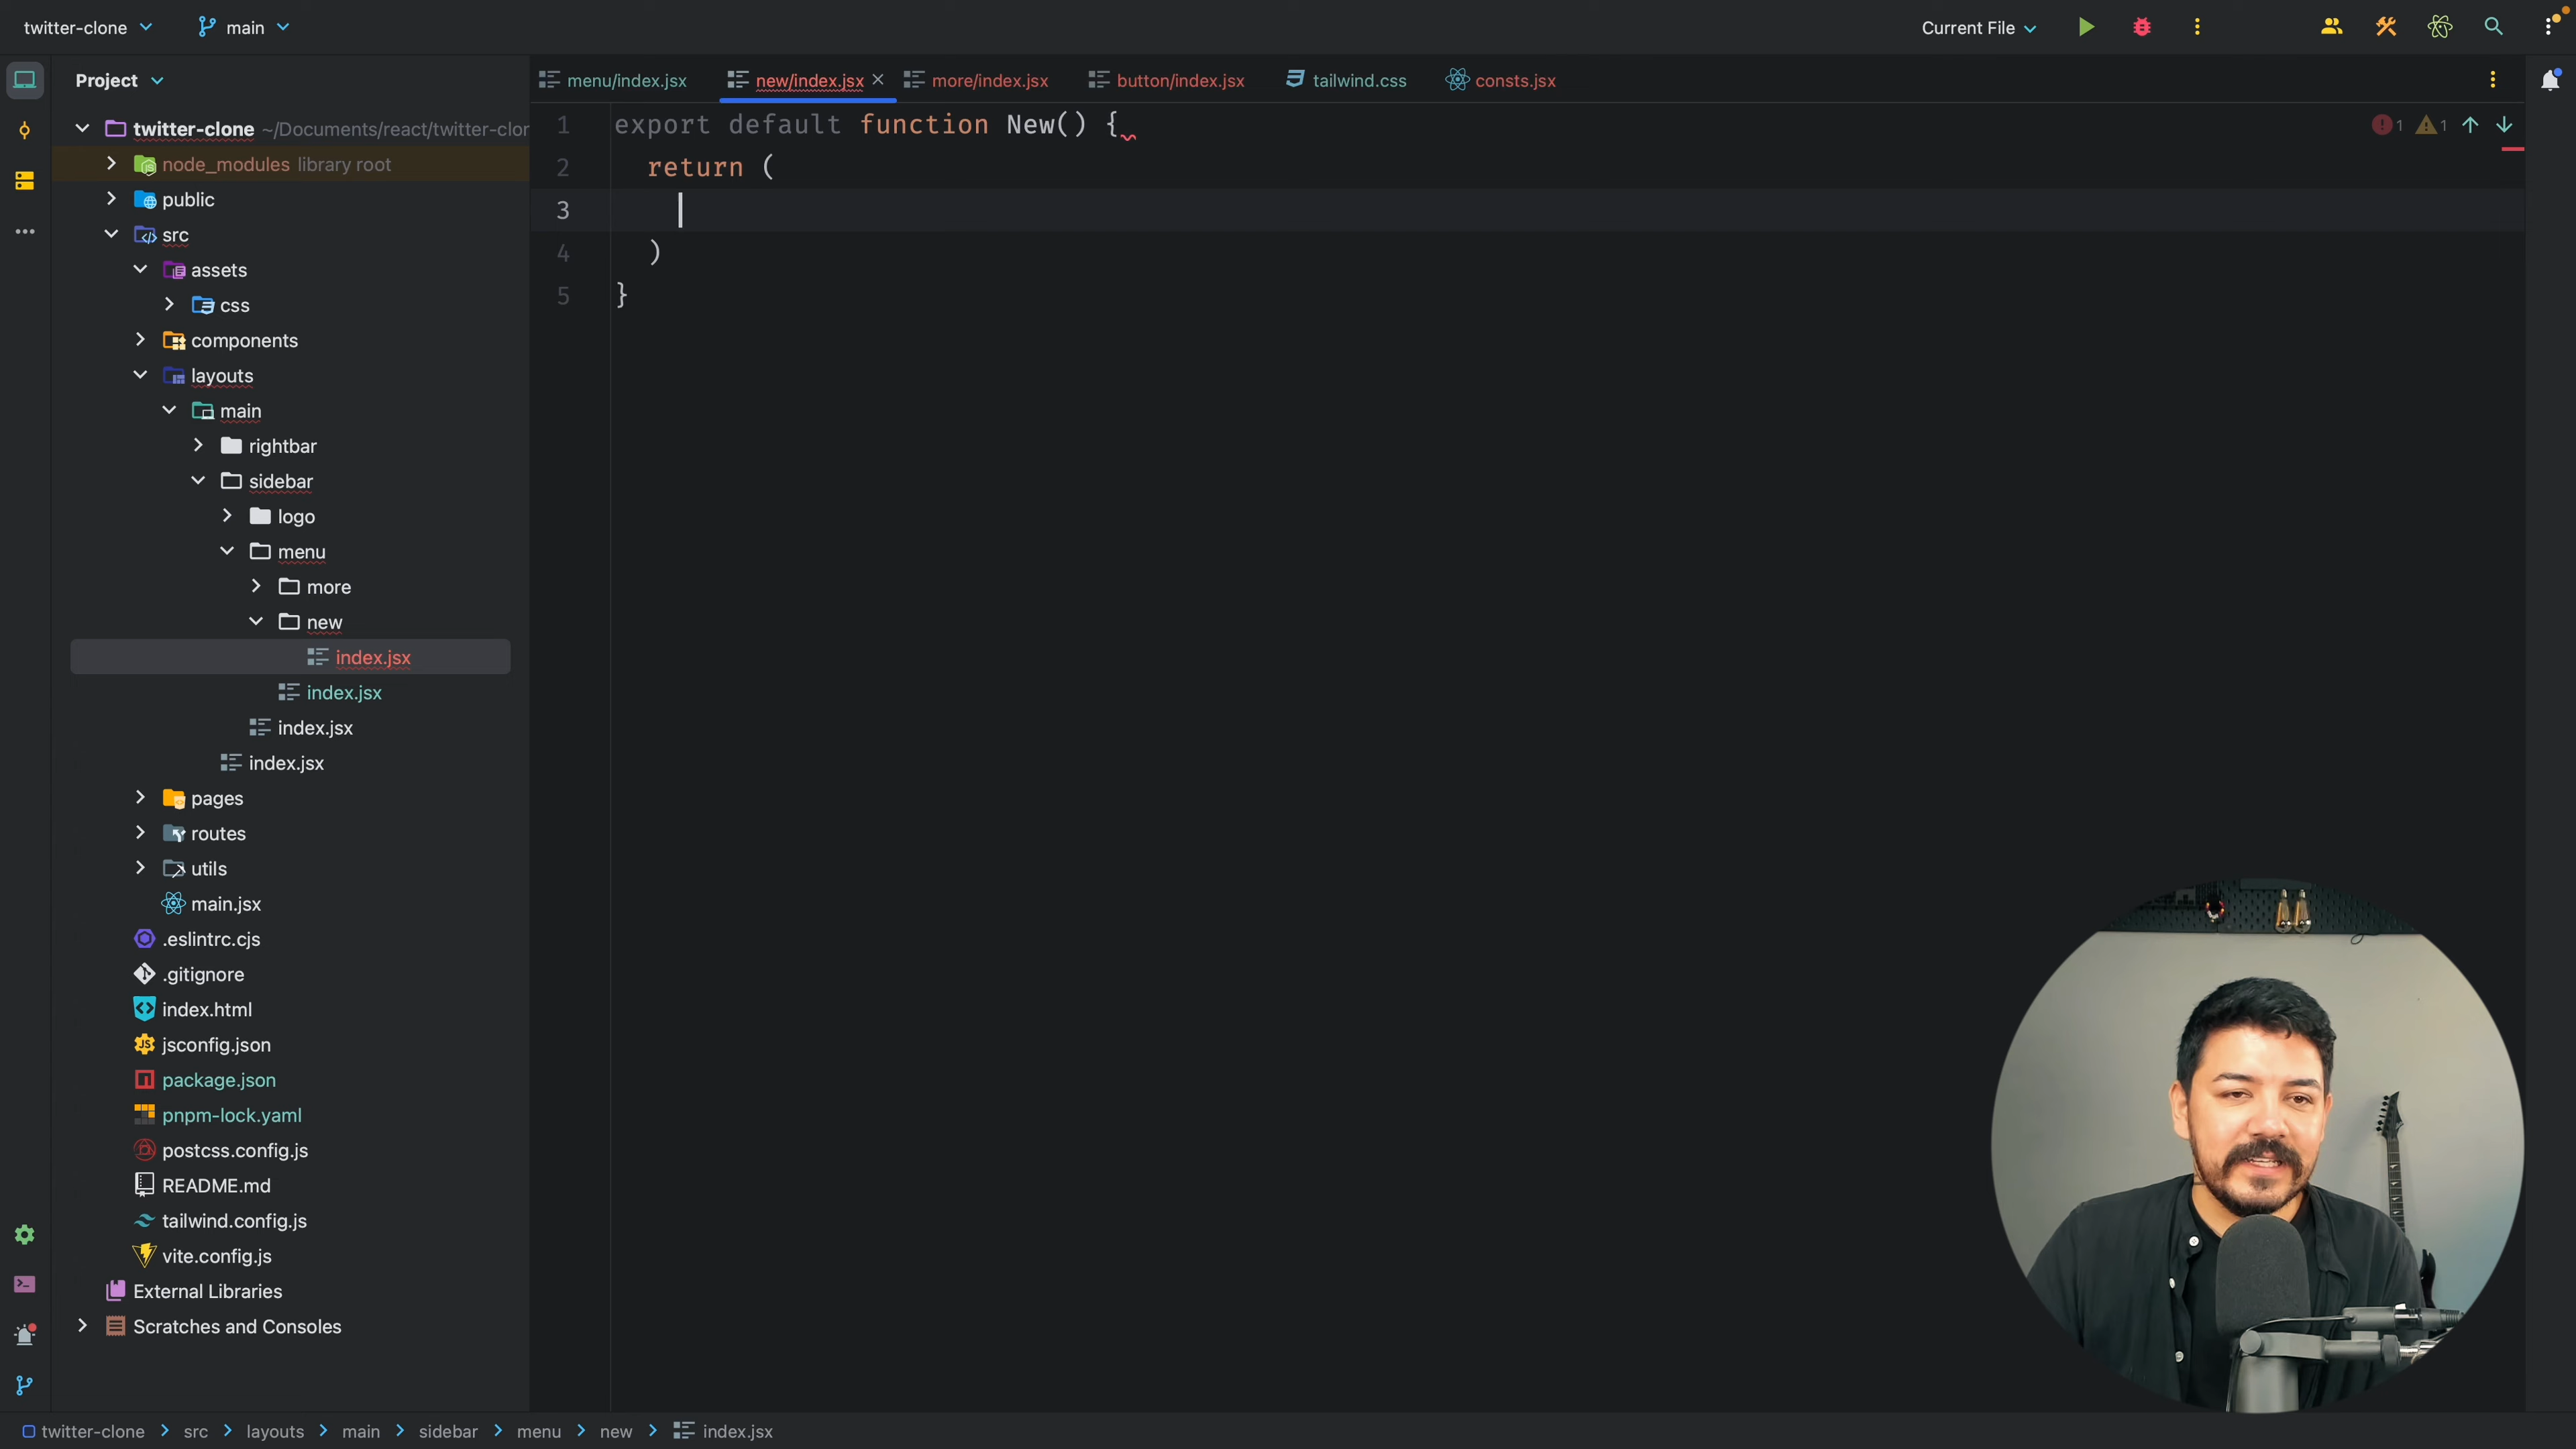 twitter-clone
main
Current File
Project
menu/index.jsx
new/index.jsx
more/index.jsx
button/index.jsx
tailwind.css
consts.jsx
twitter-clone ~/Documents/react/twitter-clor
node_modules library root
public
src
assets
css
components
layouts
main
rightbar
sidebar
logo
menu
more
new
index.jsx
index.jsx
index.jsx
index.jsx
pages
routes
utils
main.jsx
.eslintrc.cjs
.gitignore
index.html
jsconfig.json
package.json
pnpm-lock.yaml
postcss.config.js
README.md
tailwind.config.js
vite.config.js
External Libraries
Scratches and Consoles
1 export default function New() {
2 return (
3
4 )
5 }
1 1
twitter-clone > src > layouts > main > sidebar > menu > new > index.jsx